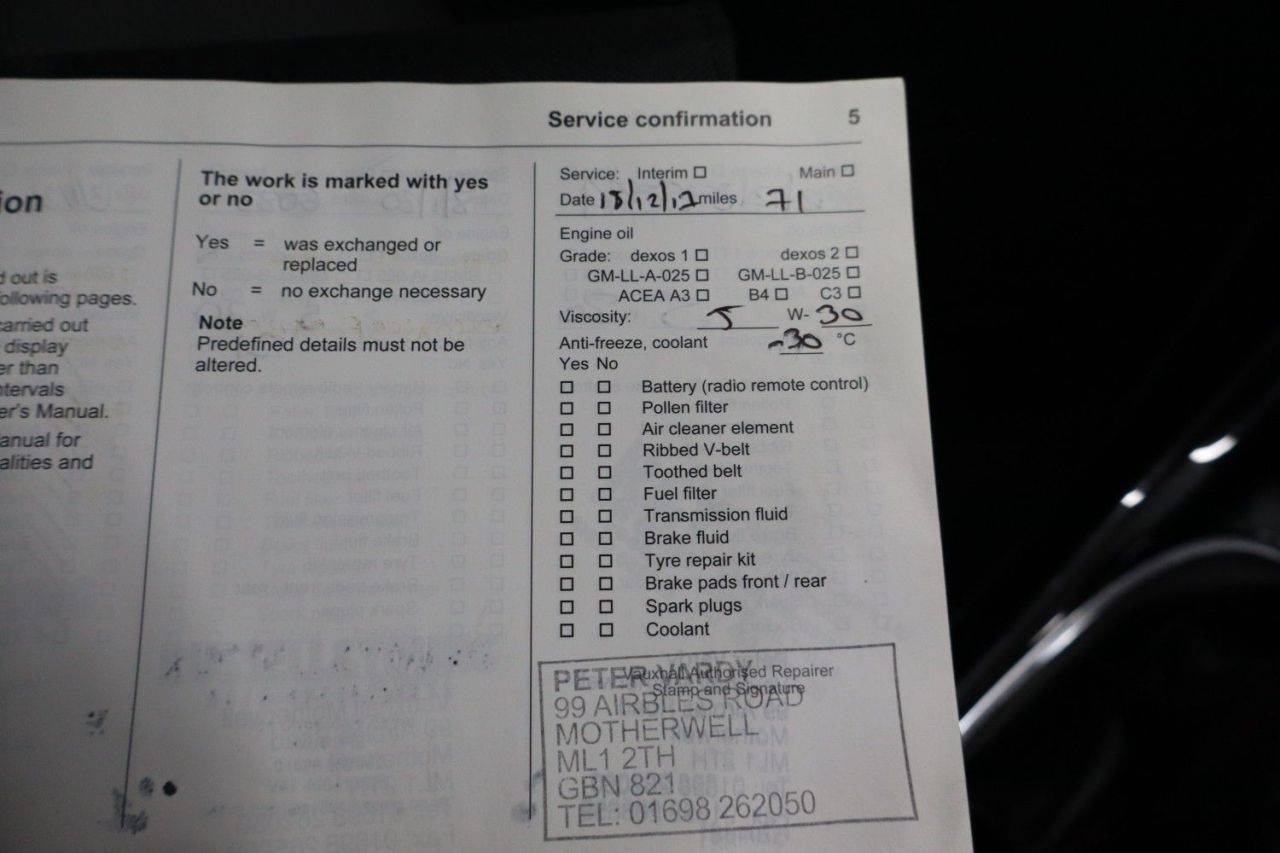 Service confirmation 5
ion
d out is
ollowing pages.
carried out
display
er than
ntervals
er's Manual.
anual for
alities and
The work is marked with yes
or no
Yes = was exchanged or
replaced
No = no exchange necessary
Note
Predefined details must not be
altered.
Service: Interim ☐ Main ☐
Date 18/12/12 miles 71
Engine oil
Grade: dexos 1 ☐ dexos 2 ☐
GM-LL-A-025 ☐ GM-LL-B-025 ☐
ACEA A3 ☐ B4 ☐ C3 ☐
Viscosity: 5 W- 30
Anti-freeze, coolant -30 °C
Yes No
☐ ☐ Battery (radio remote control)
☐ ☐ Pollen filter
☐ ☐ Air cleaner element
☐ ☐ Ribbed V-belt
☐ ☐ Toothed belt
☐ ☐ Fuel filter
☐ ☐ Transmission fluid
☐ ☐ Brake fluid
☐ ☐ Tyre repair kit
☐ ☐ Brake pads front / rear
☐ ☐ Spark plugs
☐ ☐ Coolant
Vauxhall Authorised Repairer
Stamp and Signature
PETER VARDY
99 AIRBLES ROAD
MOTHERWELL
ML1 2TH
GBN 821
TEL: 01698 262050